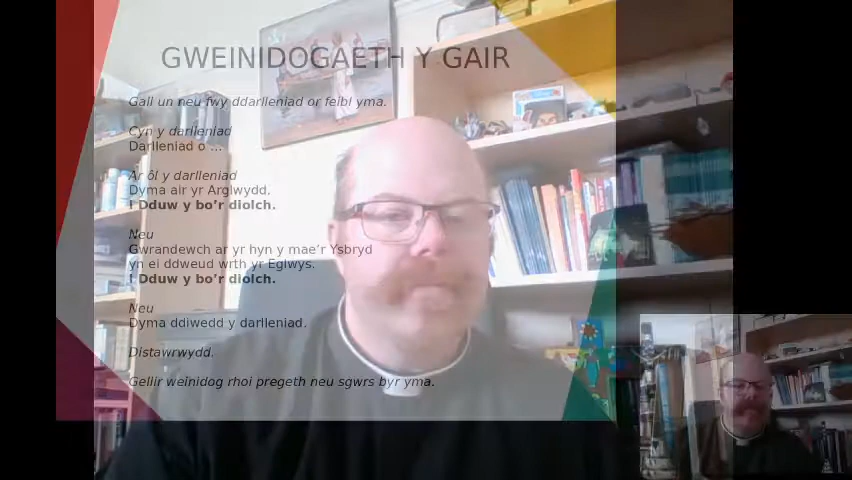 GWEINIDOGAETH Y GAIR
Gall un neu fwy ddarlleniad or feibl yma.
Cyn y darlleniad
Darlleniad o ...
Ar ôl y darlleniad
Dyma air yr Arglwydd.
I Dduw y bo’r diolch.
Neu
Gwrandewch ar yr hyn y mae’r Ysbryd
yn ei ddweud wrth yr Eglwys.
I Dduw y bo’r diolch.
Neu
Dyma ddiwedd y darlleniad.
Distawrwydd.
Gellir weinidog rhoi pregeth neu sgwrs byr yma.